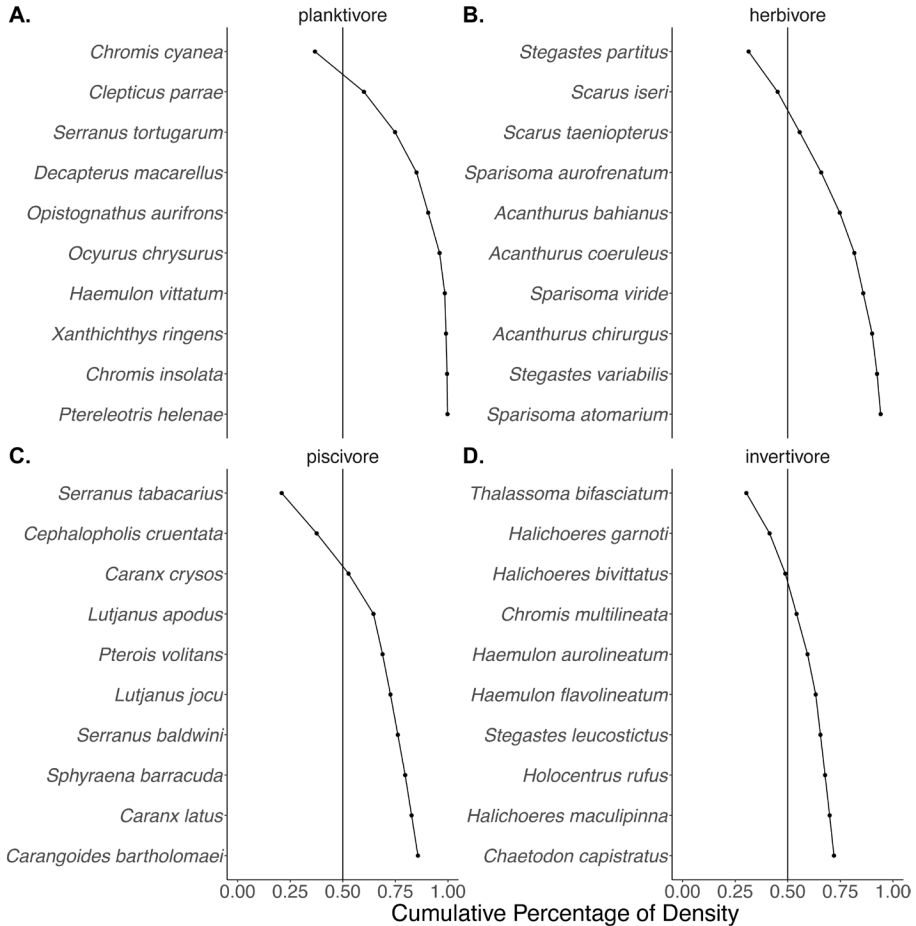 A.
planktivore
Chromis cyanea
Clepticus parrae
Serranus tortugarum
Decapterus macarellus
Opistognathus aurifrons
Ocyurus chrysurus
Haemulon vittatum
Xanthichthys ringens
Chromis insolata
Ptereleotris helenae
B.
herbivore
Stegastes partitus
Scarus iseri
Scarus taeniopterus
Sparisoma aurofrenatum
Acanthurus bahianus
Acanthurus coeruleus
Sparisoma viride
Acanthurus chirurgus
Stegastes variabilis
Sparisoma atomarium
C.
piscivore
Serranus tabacarius
Cephalopholis cruentata
Caranx crysos
Lutjanus apodus
Pterois volitans
Lutjanus jocu
Serranus baldwini
Sphyraena barracuda
Caranx latus
Carangoides bartholomaei
0.00 0.25 0.50 0.75 1.00
D.
invertivore
Thalassoma bifasciatum
Halichoeres garnoti
Halichoeres bivittatus
Chromis multilineata
Haemulon aurolineatum
Haemulon flavolineatum
Stegastes leucostictus
Holocentrus rufus
Halichoeres maculipinna
Chaetodon capistratus
0.00 0.25 0.50 0.75 1.00
Cumulative Percentage of Density